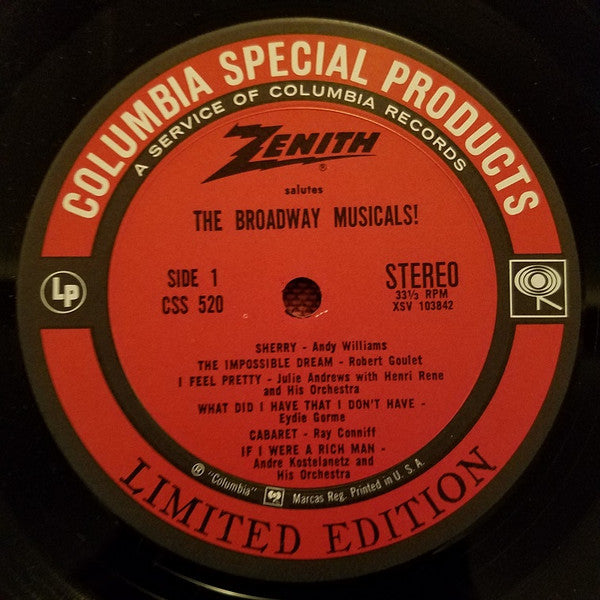 COLUMBIA SPECIAL PRODUCTS
A SERVICE OF COLUMBIA RECORDS
ZENITH ®
salutes
THE BROADWAY MUSICALS!
LP
SIDE 1
CSS 520
STEREO
33⅓ RPM
XSV 103842
SHERRY - Andy Williams
THE IMPOSSIBLE DREAM - Robert Goulet
I FEEL PRETTY - Julie Andrews with Henri Rene
and His Orchestra
WHAT DID I HAVE THAT I DON'T HAVE -
Eydie Gorme
CABARET - Ray Conniff
IF I WERE A RICH MAN -
Andre Kostelanetz and
His Orchestra
® "Columbia" Marcas Reg. Printed in U. S. A.
LIMITED EDITION